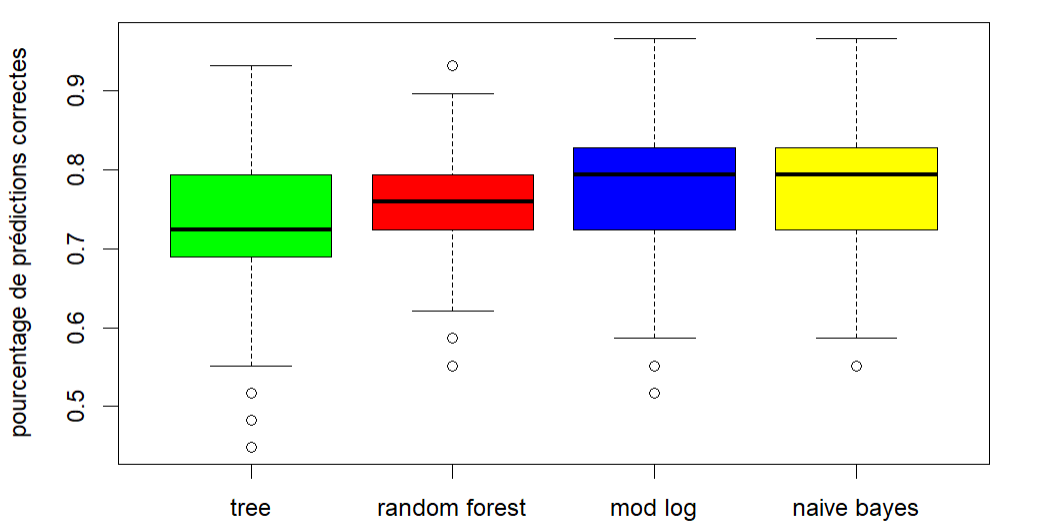 pourcentage de prédictions correctes
0.9
0.8
0.7
0.6
0.5
tree random forest mod log naive bayes